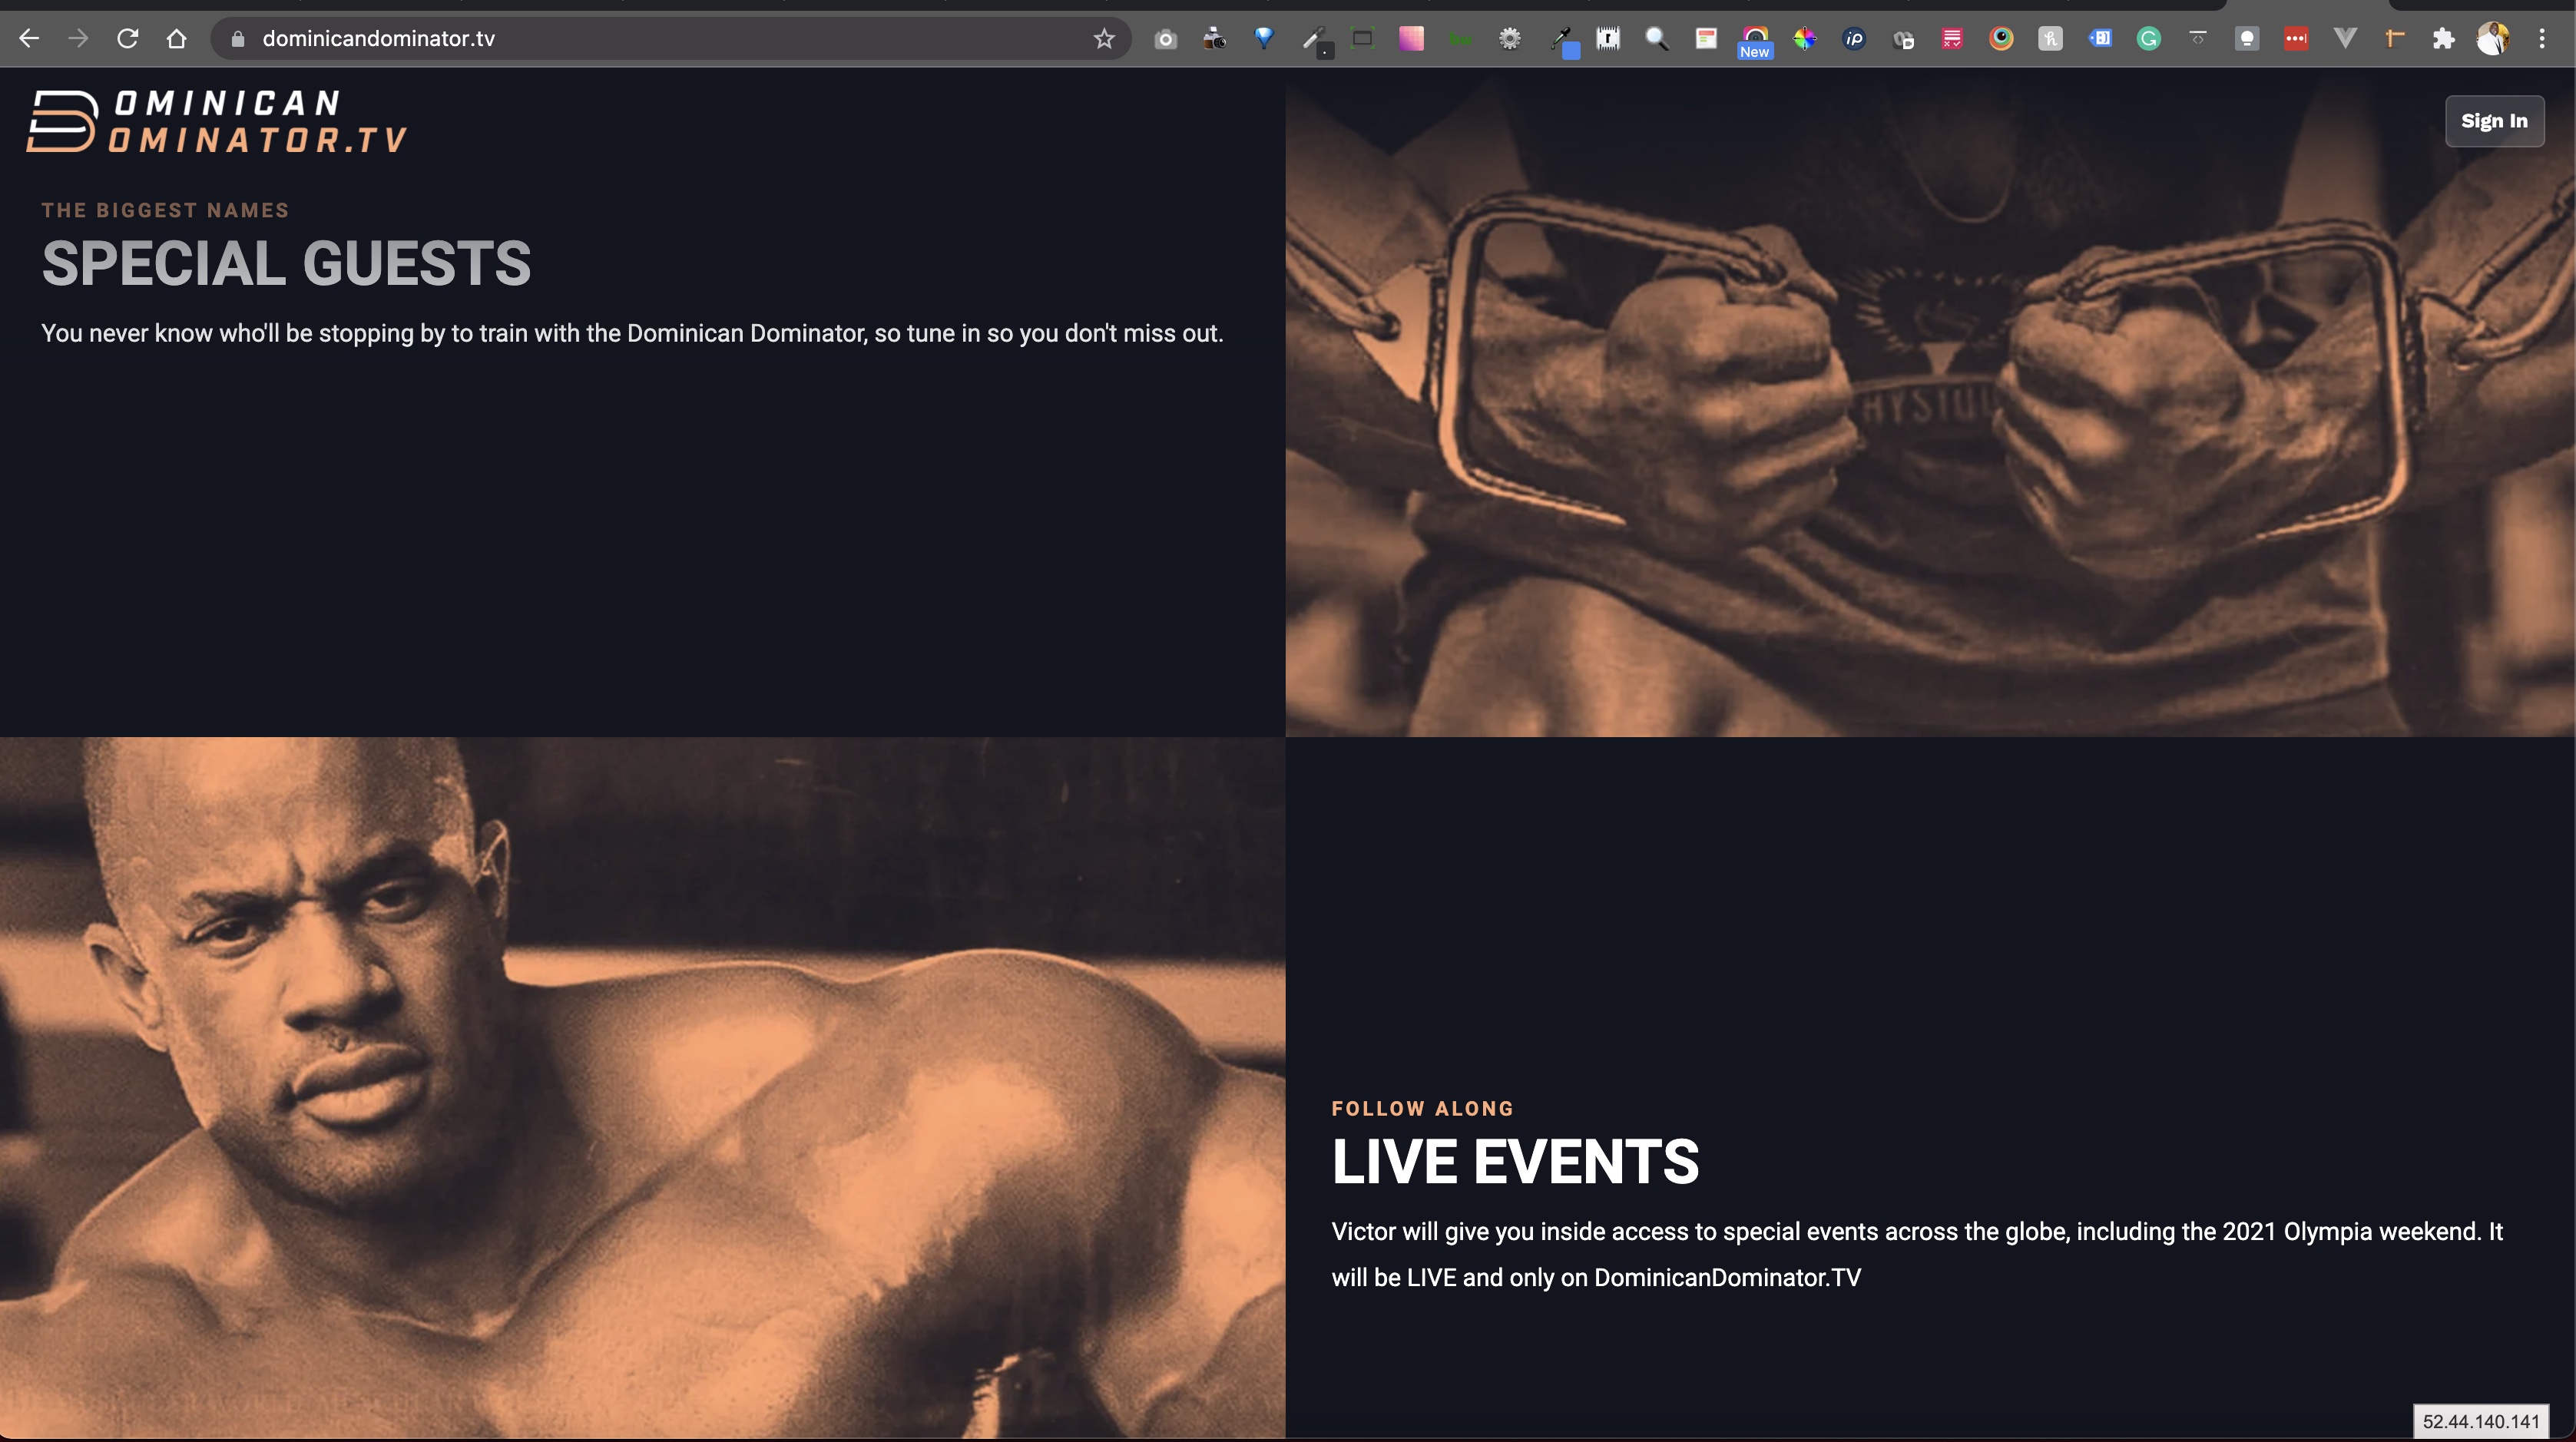 dominicandominator.tv
New
DOMINICAN
DOMINATOR.TV
Sign In
THE BIGGEST NAMES
SPECIAL GUESTS
You never know who'll be stopping by to train with the Dominican Dominator, so tune in so you don't miss out.
HYSIQU
FOLLOW ALONG
LIVE EVENTS
Victor will give you inside access to special events across the globe, including the 2021 Olympia weekend. It
will be LIVE and only on DominicanDominator.TV
52.44.140.141